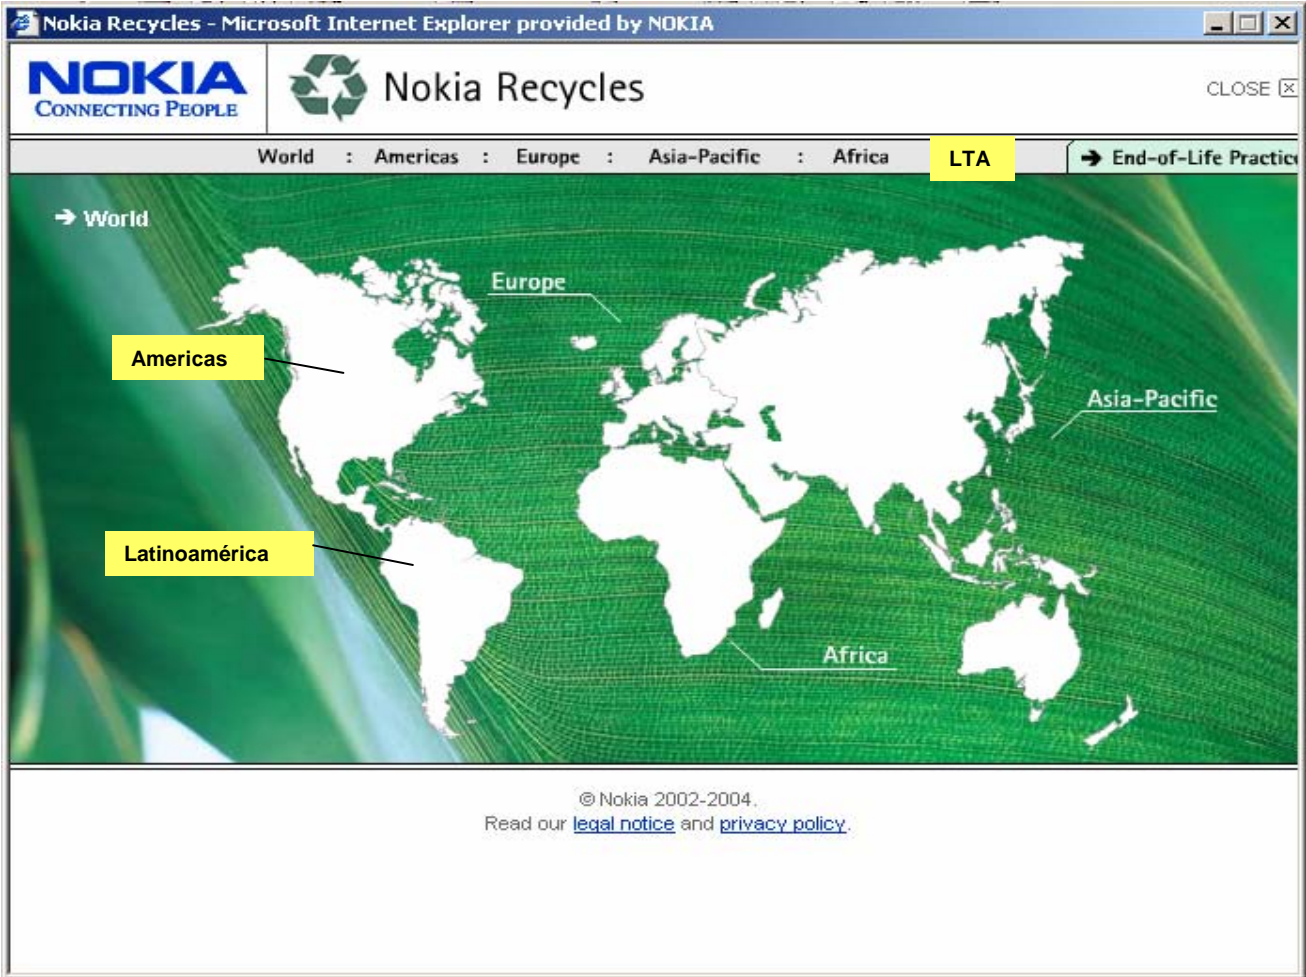 Nokia Recycles - Microsoft Internet Explorer provided by NOKIA
NOKIA
CONNECTING PEOPLE
Nokia Recycles
CLOSE
World : Americas : Europe : Asia-Pacific : Africa LTA → End-of-Life Practice
→ World
Europe
Americas
Asia-Pacific
Latinoamérica
Africa
© Nokia 2002-2004.
Read our legal notice and privacy policy.